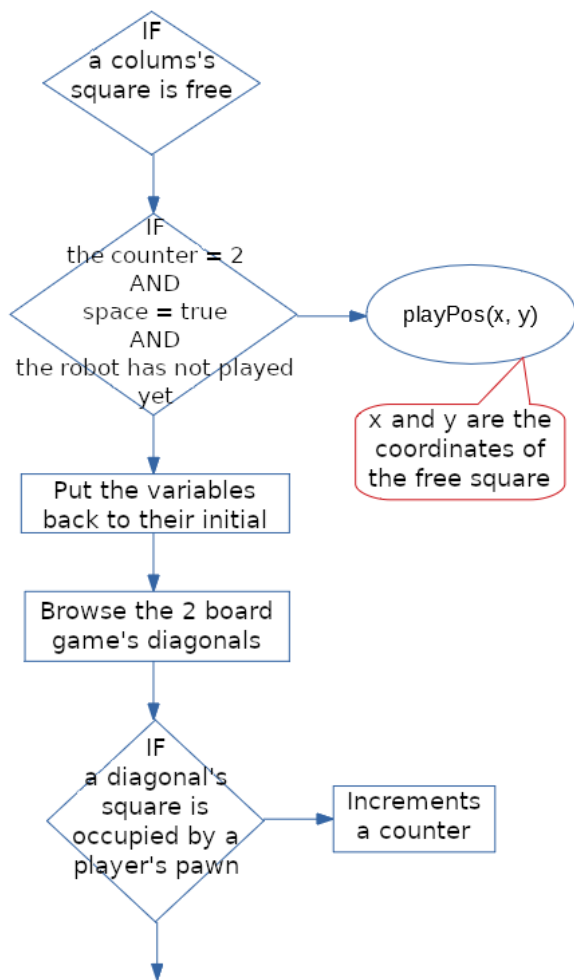 IF
a colums's
square is free
IF
the counter = 2
AND
space = true
AND
the robot has not played
yet
playPos(x, y)
x and y are the
coordinates of
the free square
Put the variables
back to their initial
Browse the 2 board
game's diagonals
IF
a diagonal's
square is
occupied by a
player's pawn
Increments
a counter